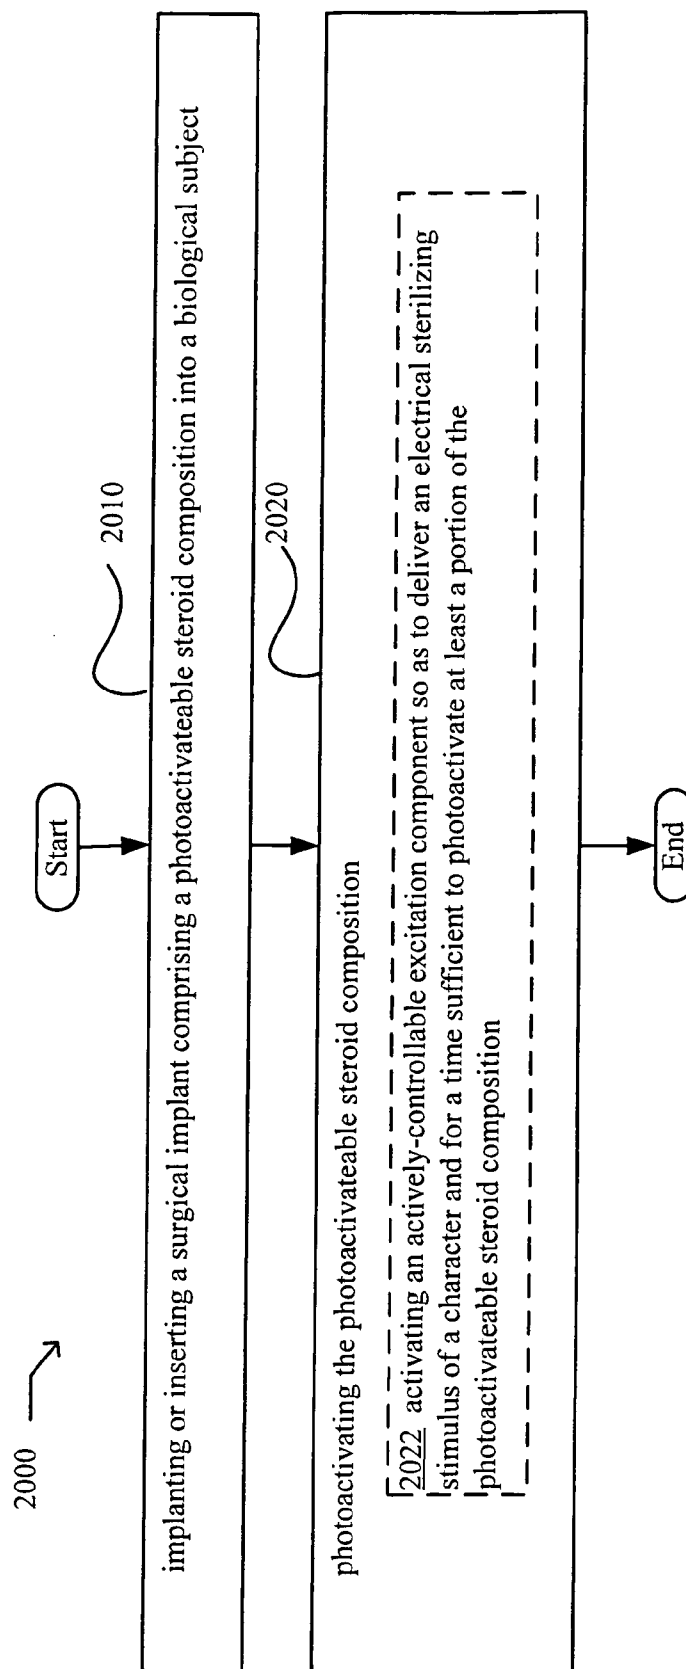 2000
Start
2010
implanting or inserting a surgical implant comprising a photoactivateable steroid composition into a biological subject
2020
photoactivating the photoactivateable steroid composition
2022 activating an actively-controllable excitation component so as to deliver an electrical sterilizing
stimulus of a character and for a time sufficient to photoactivate at least a portion of the
photoactivateable steroid composition
End